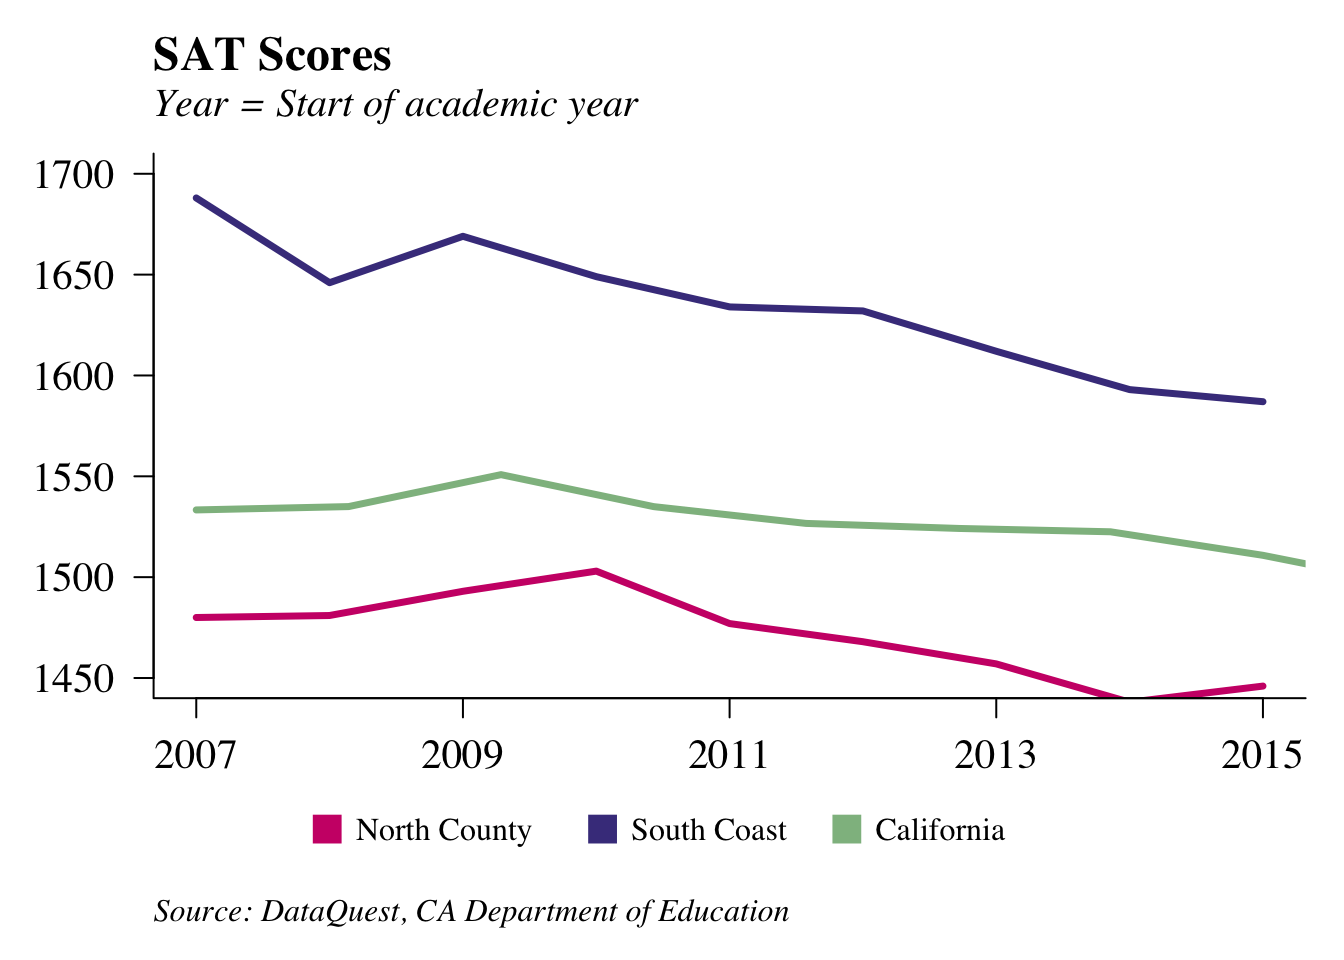 SAT Scores
Year = Start of academic year
1700
1650
1600
1550
1500
1450
2007 2009 2011 2013 2015
North County South Coast California
Source: DataQuest, CA Department of Education